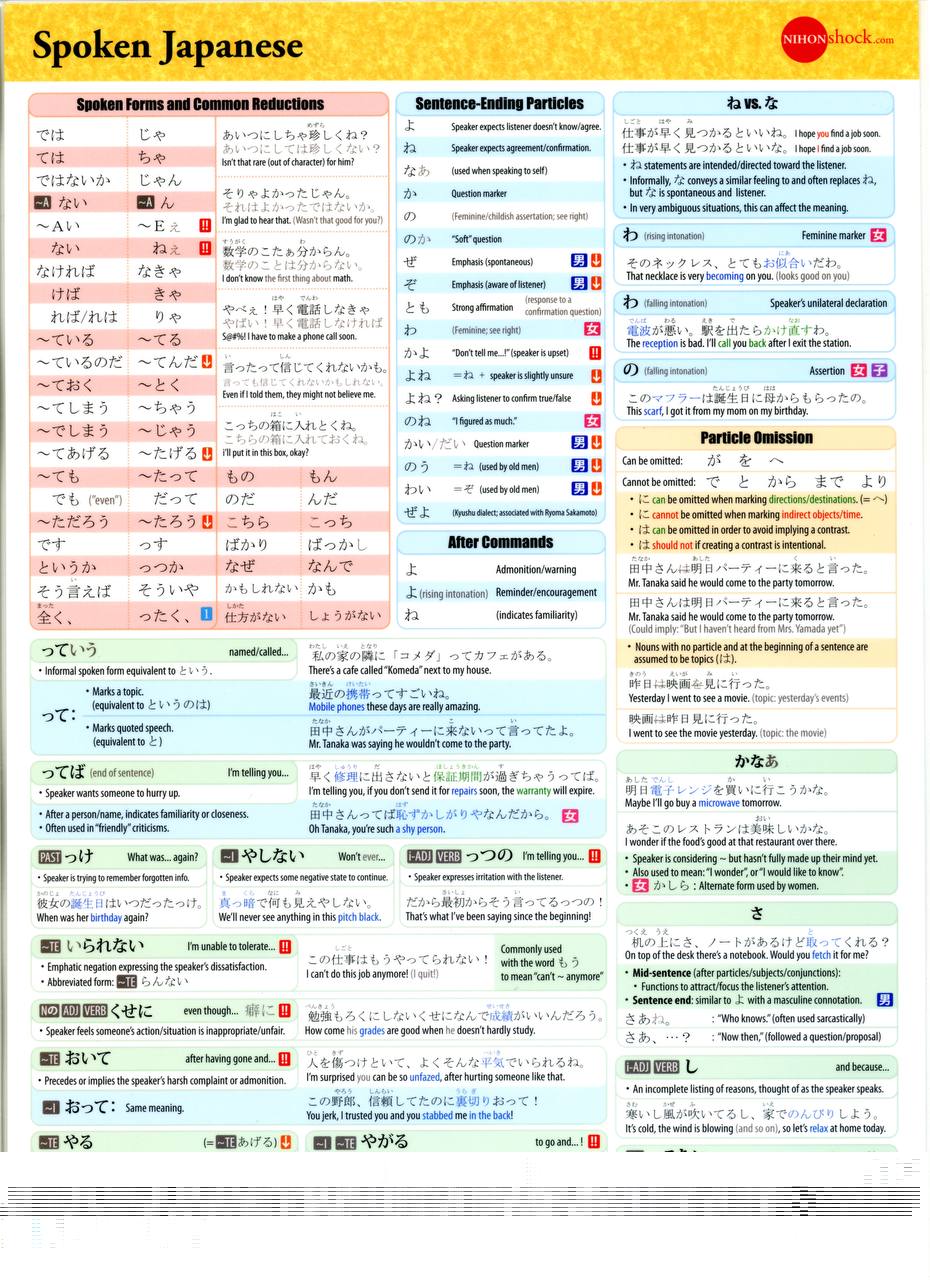 Spoken Japanese
NIHONshock.com
Spoken Forms and Common Reductions
では じゃ
ては ちゃ
ではないか じゃん
~A ない ~A ん
～Aい ～Eぇ !!
ない ねぇ !!
なければ なきゃ
けば きゃ
れば/れは りゃ
～ている ～てる
～ているのだ ～てんだ
～ておく ～とく
～てしまう ～ちゃう
～でしまう ～じゃう
～てあげる ～たげる
～ても ～たって
でも ("even") だって
～ただろう ～たろう
です っす
というか っつか
そう言えば そういや
全く、 ったく、 1
あいつにしちゃ珍しくね？
あいつにしては珍しくない？
Isn't that rare (out of character) for him?
そりゃよかったじゃん。
それはよかったではないか。
I'm glad to hear that. (Wasn't that good for you?)
数学のこたぁ分からん。
数学のことは分からない。
I don't know the first thing about math.
やべぇ！早く電話しなきゃ
やばい！早く電話しなければ
S@#%! I have to make a phone call soon.
言ったって信じてくれないかも。
言っても信じてくれないかもしれない。
Even if I told them, they might not believe me.
こっちの箱に入れとくね。
こちらの箱に入れておくね。
I'll put it in this box, okay?
もの もん
のだ んだ
こちら こっち
ばかり ばっかし
なぜ なんで
かもしれない かも
仕方がない しょうがない
Sentence-Ending Particles
よ Speaker expects listener doesn't know/agree.
ね Speaker expects agreement/confirmation.
なあ (used when speaking to self)
か Question marker
の (Feminine/childish assertation; see right)
のか "Soft" question
ぜ Emphasis (spontaneous) 男
ぞ Emphasis (aware of listener) 男
とも Strong affirmation (response to a confirmation question)
わ (Feminine; see right) 女
かよ "Don't tell me...!" (speaker is upset) !!
よね =ね + speaker is slightly unsure
よね？ Asking listener to confirm true/false
のね "I figured as much." 女
かい/だい Question marker 男
のう =ね (used by old men) 男
わい =ぞ (used by old men) 男
ぜよ (Kyushu dialect; associated with Ryoma Sakamoto)
After Commands
よ Admonition/warning
よ(rising intonation) Reminder/encouragement
ね (indicates familiarity)
ね vs. な
仕事が早く見つかるといいね。 I hope you find a job soon.
仕事が早く見つかるといいな。 I hope I find a job soon.
• ね statements are intended/directed toward the listener.
• Informally, な conveys a similar feeling to and often replaces ね,
but な is spontaneous and listener.
• In very ambiguous situations, this can affect the meaning.
わ (rising intonation) Feminine marker 女
そのネックレス、とてもお似合いだわ。
That necklace is very becoming on you. (looks good on you)
わ (falling intonation) Speaker's unilateral declaration
電波が悪い。駅を出たらかけ直すわ。
The reception is bad. I'll call you back after I exit the station.
の (falling intonation) Assertion 女 子
このマフラーは誕生日に母からもらったの。
This scarf, I got it from my mom on my birthday.
Particle Omission
Can be omitted: が を へ
Cannot be omitted: で と から まで より
• に can be omitted when marking directions/destinations. (= へ)
• に cannot be omitted when marking indirect objects/time.
• は can be omitted in order to avoid implying a contrast.
• は should not if creating a contrast is intentional.
田中さんは明日パーティーに来ると言った。
Mr. Tanaka said he would come to the party tomorrow.
田中さんは明日パーティーに来ると言った。
Mr. Tanaka said he would come to the party tomorrow.
(Could imply: "But I haven't heard from Mrs. Yamada yet")
• Nouns with no particle and at the beginning of a sentence are
assumed to be topics (は).
昨日は映画を見に行った。
Yesterday I went to see a movie. (topic: yesterday's events)
映画は昨日見に行った。
I went to see the movie yesterday. (topic: the movie)
っていう named/called...
• Informal spoken form equivalent to という.
って：
• Marks a topic.
(equivalent to というのは)
• Marks quoted speech.
(equivalent to と)
私の家の隣に「コメダ」ってカフェがある。
There's a cafe called "Komeda" next to my house.
最近の携帯ってすごいね。
Mobile phones these days are really amazing.
田中さんがパーティーに来ないって言ってたよ。
Mr. Tanaka was saying he wouldn't come to the party.
ってば (end of sentence) I'm telling you...
• Speaker wants someone to hurry up.
• After a person/name, indicates familiarity or closeness.
• Often used in "friendly" criticisms.
早く修理に出さないと保証期間が過ぎちゃうってば。
I'm telling you, if you don't send it for repairs soon, the warranty will expire.
田中さんってば恥ずかしがりやなんだから。 女
Oh Tanaka, you're such a shy person.
PAST っけ What was... again?
• Speaker is trying to remember forgotten info.
彼女の誕生日はいつだったっけ。
When was her birthday again?
~I やしない Won't ever...
• Speaker expects some negative state to continue.
真っ暗で何も見えやしない。
We'll never see anything in this pitch black.
i-ADJ VERB っつの I'm telling you... !!
• Speaker expresses irritation with the listener.
だから最初からそう言てるっつの！
That's what I've been saying since the beginning!
~TE いられない I'm unable to tolerate... !!
• Emphatic negation expressing the speaker's dissatisfaction.
• Abbreviated form: ~TE らんない
この仕事はもうやってられない！
I can't do this job anymore! (I quit!)
Commonly used
with the word もう
to mean "can't ~ anymore"
Nの ADJ VERB くせに even though... 癖に !!
• Speaker feels someone's action/situation is inappropriate/unfair.
勉強もろくにしないくせになんで成績がいいんだろう。
How come his grades are good when he doesn't hardly study.
~TE おいて after having gone and... !!
• Precedes or implies the speaker's harsh complaint or admonition.
~I おって： Same meaning.
人を傷つけといて、よくそんな平気でいられるね。
I'm surprised you can be so unfazed, after hurting someone like that.
この野郎、信頼してたのに裏切りおって！
You jerk, I trusted you and you stabbed me in the back!
~TE やる (= ~TE あげる)
~I ~TE やがる to go and... ! !!
かなあ
明日電子レンジを買いに行こうかな。
Maybe I'll go buy a microwave tomorrow.
あそこのレストランは美味しいかな。
I wonder if the food's good at that restaurant over there.
• Speaker is considering ~ but hasn't fully made up their mind yet.
• Also used to mean: "I wonder", or "I would like to know".
• 女 かしら : Alternate form used by women.
さ
机の上にさ、ノートがあるけど取ってくれる？
On top of the desk there's a notebook. Would you fetch it for me?
• Mid-sentence (after particles/subjects/conjunctions):
• Functions to attract/focus the listener's attention.
• Sentence end: similar to よ with a masculine connotation. 男
さあね。 : "Who knows." (often used sarcastically)
さあ、…？ : "Now then," (followed a question/proposal)
i-ADJ VERB し and because...
• An incomplete listing of reasons, thought of as the speaker speaks.
寒いし風が吹いてるし、家でのんびりしよう。
It's cold, the wind is blowing (and so on), so let's relax at home today.